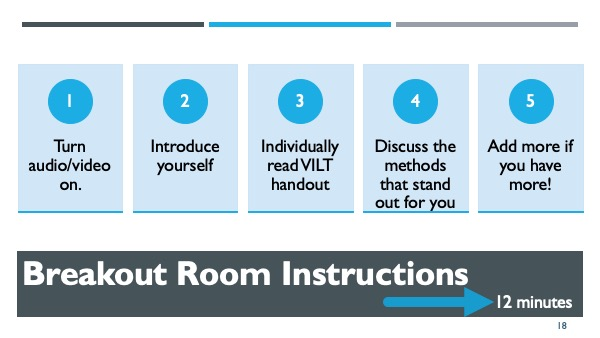 1
Turn
audio/video
on.
2
Introduce
yourself
3
Individually
read VILT
handout
4
Discuss the
methods
that stand
out for you
5
Add more if
you have
more!
Breakout Room Instructions
12 minutes
18